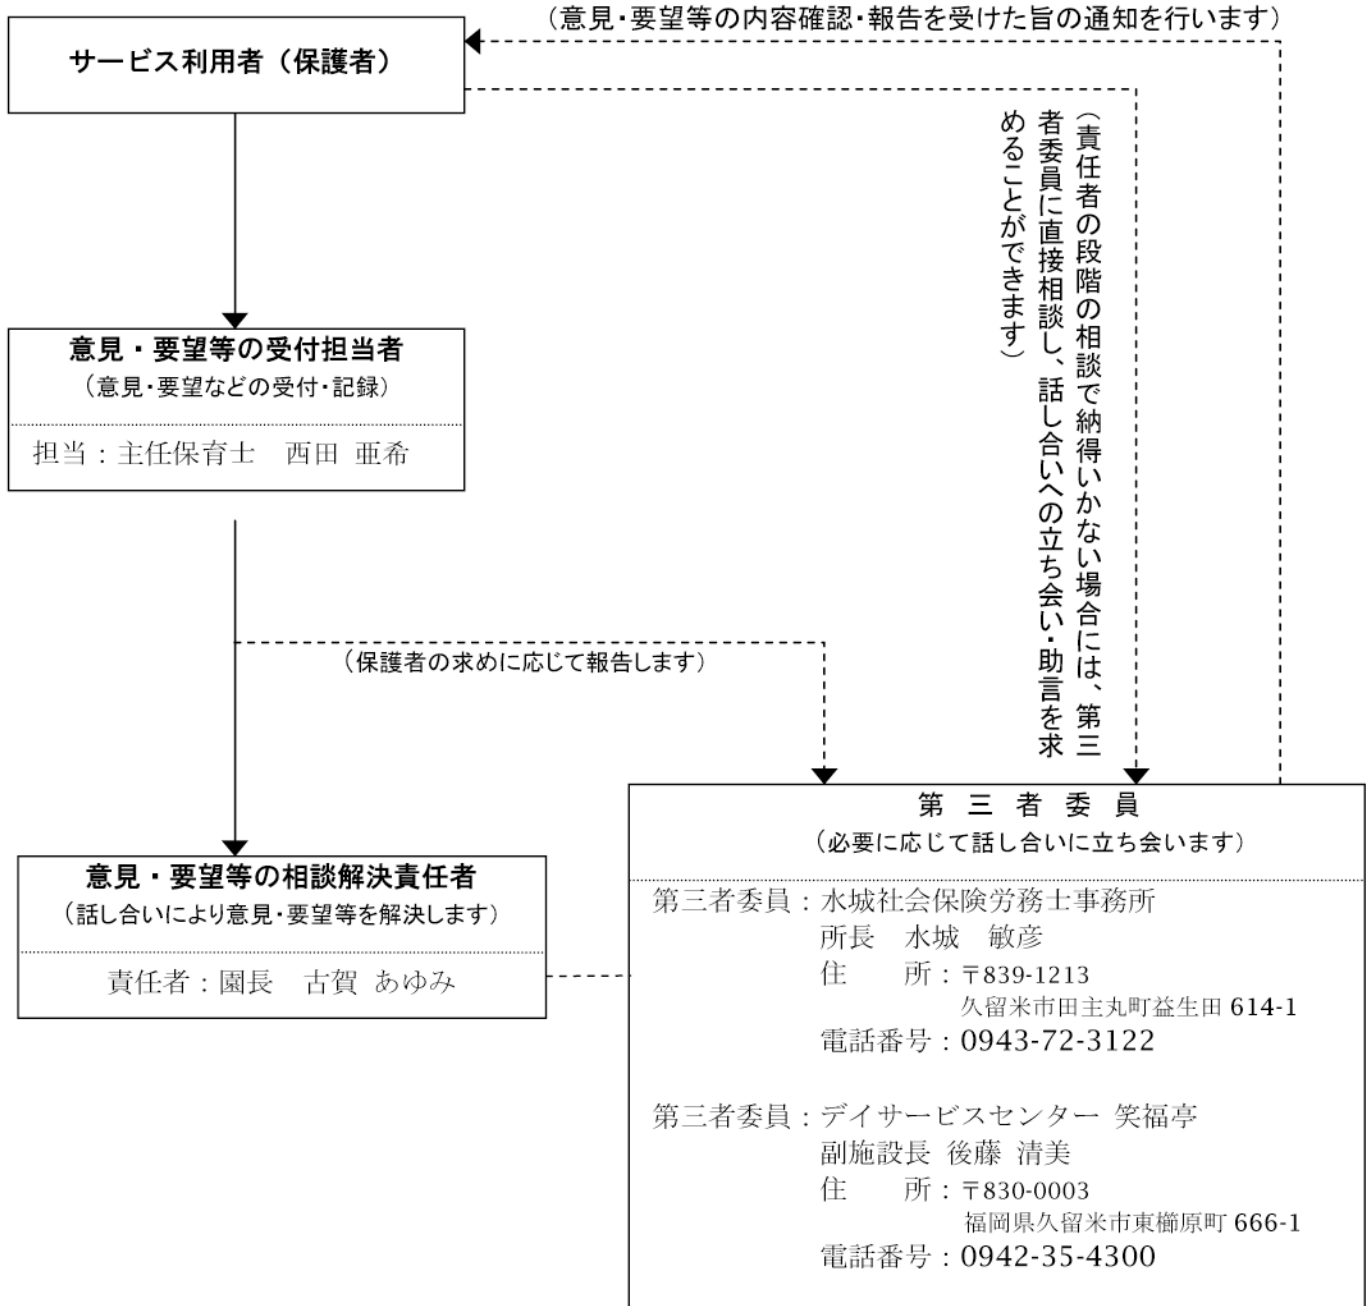 （意見・要望等の内容確認・報告を受けた旨の通知を行います）
サービス利用者（保護者）
（責任者の段階の相談で納得いかない場合には、第三
者委員に直接相談し、話し合いへの立ち会い・助言を求
めることができます）
意見・要望等の受付担当者
（意見・要望などの受付・記録）
担当：主任保育士　西田 亜希
（保護者の求めに応じて報告します）
意見・要望等の相談解決責任者
（話し合いにより意見・要望等を解決します）
責任者：園長　古賀 あゆみ
第 三 者 委 員
（必要に応じて話し合いに立ち会います）
第三者委員：水城社会保険労務士事務所
所長　水城　敏彦
住　　所：〒839-1213
久留米市田主丸町益生田 614-1
電話番号：0943-72-3122
第三者委員：デイサービスセンター 笑福亭
副施設長 後藤 清美
住　　所：〒830-0003
福岡県久留米市東櫛原町 666-1
電話番号：0942-35-4300